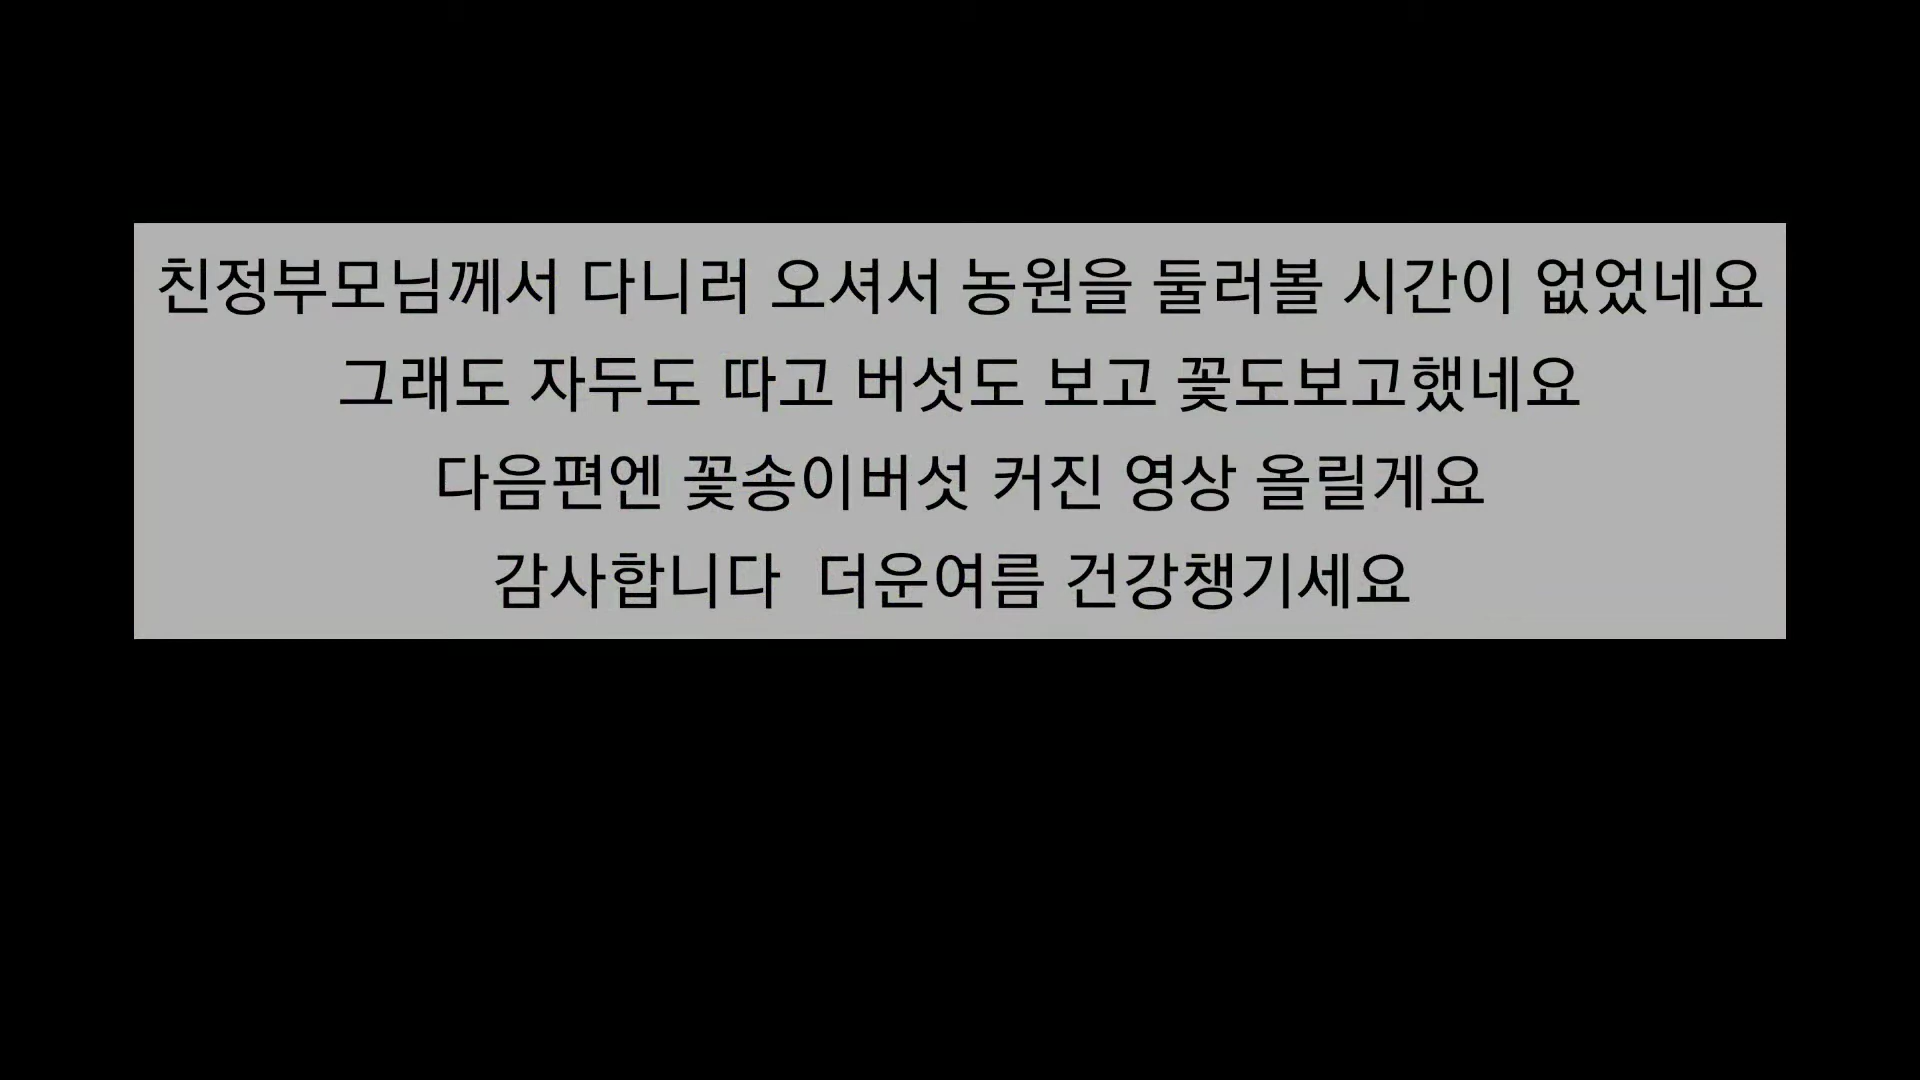 친정부모님께서 다니러 오셔서 농원을 둘러볼 시간이 없었네요
그래도 자두도 따고 버섯도 보고 꽃도보고했네요
다음편엔 꽃송이버섯 커진 영상 올릴게요
감사합니다  더운여름 건강챙기세요